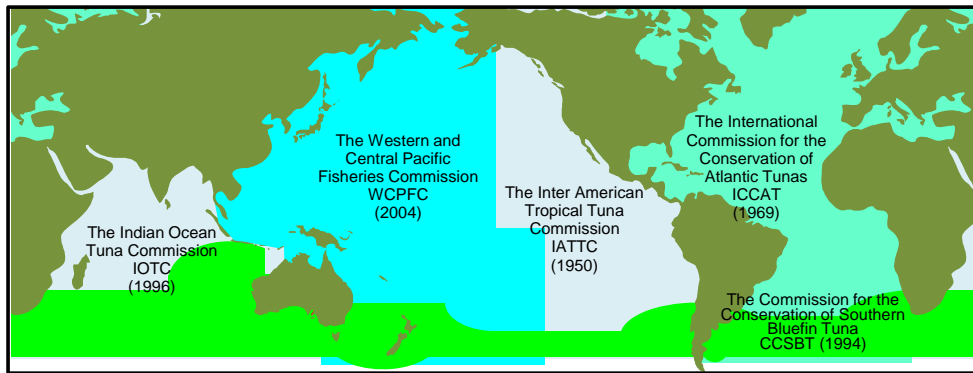 The Western and
Central Pacific
Fisheries Commission
WCPFC
(2004)
The International
Commission for the
Conservation of
Atlantic Tunas
ICCAT
(1969)
The Inter American
Tropical Tuna
Commission
IATTC
(1950)
The Indian Ocean
Tuna Commission
IOTC
(1996)
The Commission for the
Conservation of Southern
Bluefin Tuna
CCSBT (1994)